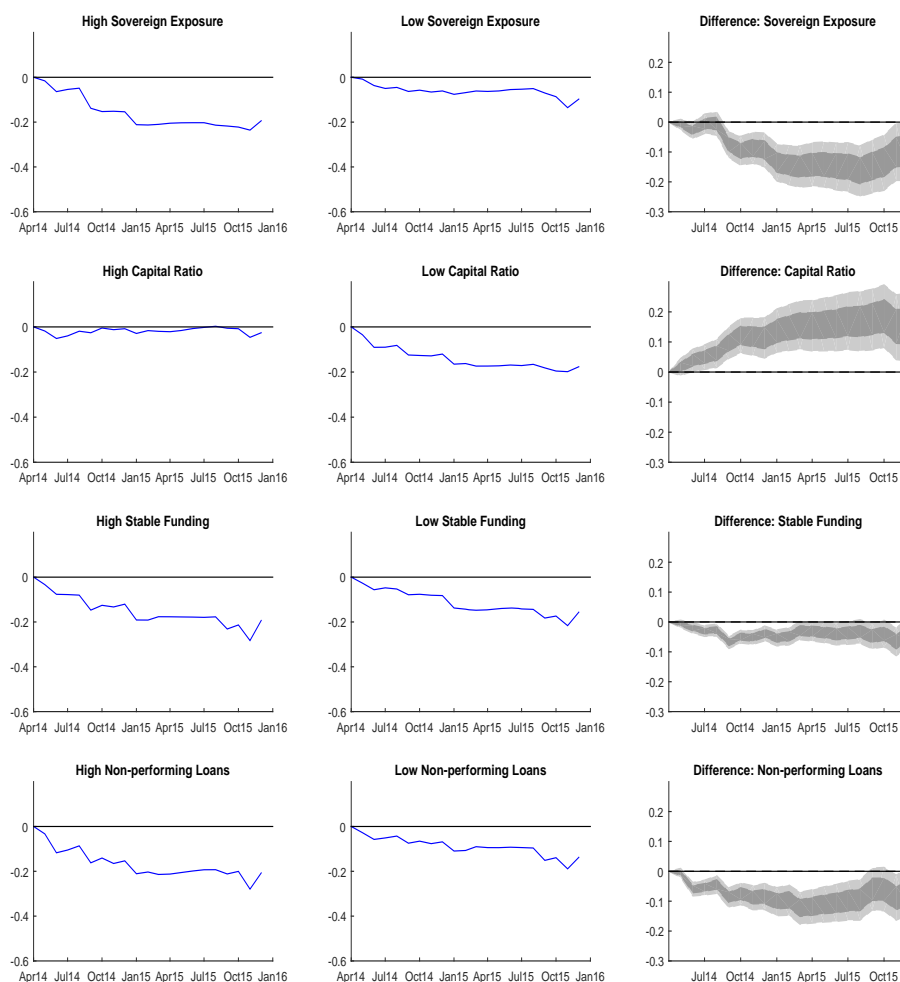 High Sovereign Exposure
0
-0.2
-0.4
-0.6
Apr14 Jul14 Oct14 Jan15 Apr15 Jul15 Oct15 Jan16
Low Sovereign Exposure
0
-0.2
-0.4
-0.6
Apr14 Jul14 Oct14 Jan15 Apr15 Jul15 Oct15 Jan16
Difference: Sovereign Exposure
0.2
0.1
0
-0.1
-0.2
-0.3
Jul14 Oct14 Jan15 Apr15 Jul15 Oct15
High Capital Ratio
0
-0.2
-0.4
-0.6
Apr14 Jul14 Oct14 Jan15 Apr15 Jul15 Oct15 Jan16
Low Capital Ratio
0
-0.2
-0.4
-0.6
Apr14 Jul14 Oct14 Jan15 Apr15 Jul15 Oct15 Jan16
Difference: Capital Ratio
0.2
0.1
0
-0.1
-0.2
-0.3
Jul14 Oct14 Jan15 Apr15 Jul15 Oct15
High Stable Funding
0
-0.2
-0.4
-0.6
Apr14 Jul14 Oct14 Jan15 Apr15 Jul15 Oct15 Jan16
Low Stable Funding
0
-0.2
-0.4
-0.6
Apr14 Jul14 Oct14 Jan15 Apr15 Jul15 Oct15 Jan16
Difference: Stable Funding
0.2
0.1
0
-0.1
-0.2
-0.3
Jul14 Oct14 Jan15 Apr15 Jul15 Oct15
High Non-performing Loans
0
-0.2
-0.4
-0.6
Apr14 Jul14 Oct14 Jan15 Apr15 Jul15 Oct15 Jan16
Low Non-performing Loans
0
-0.2
-0.4
-0.6
Apr14 Jul14 Oct14 Jan15 Apr15 Jul15 Oct15 Jan16
Difference: Non-performing Loans
0.2
0.1
0
-0.1
-0.2
-0.3
Jul14 Oct14 Jan15 Apr15 Jul15 Oct15